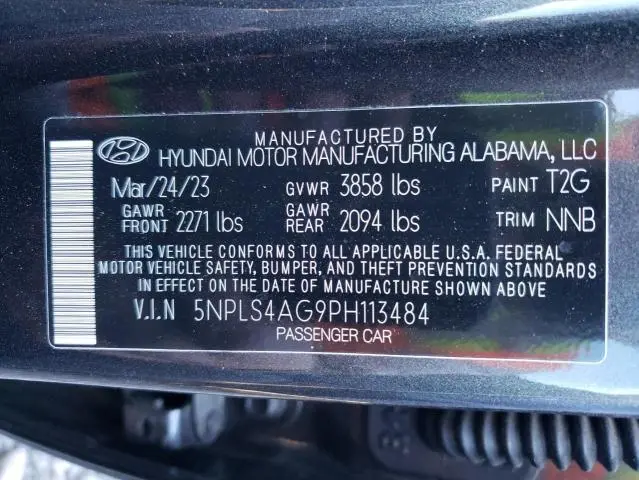 MANUFACTURED BY
HYUNDAI MOTOR MANUFACTURING ALABAMA, LLC
Mar/24/23 GVWR 3858 lbs PAINT T2G
GAWR FRONT 2271 lbs GAWR REAR 2094 lbs TRIM NNB
THIS VEHICLE CONFORMS TO ALL APPLICABLE U.S.A. FEDERAL
MOTOR VEHICLE SAFETY, BUMPER, AND THEFT PREVENTION STANDARDS
IN EFFECT ON THE DATE OF MANUFACTURE SHOWN ABOVE.
V.I.N 5NPLS4AG9PH113484
PASSENGER CAR